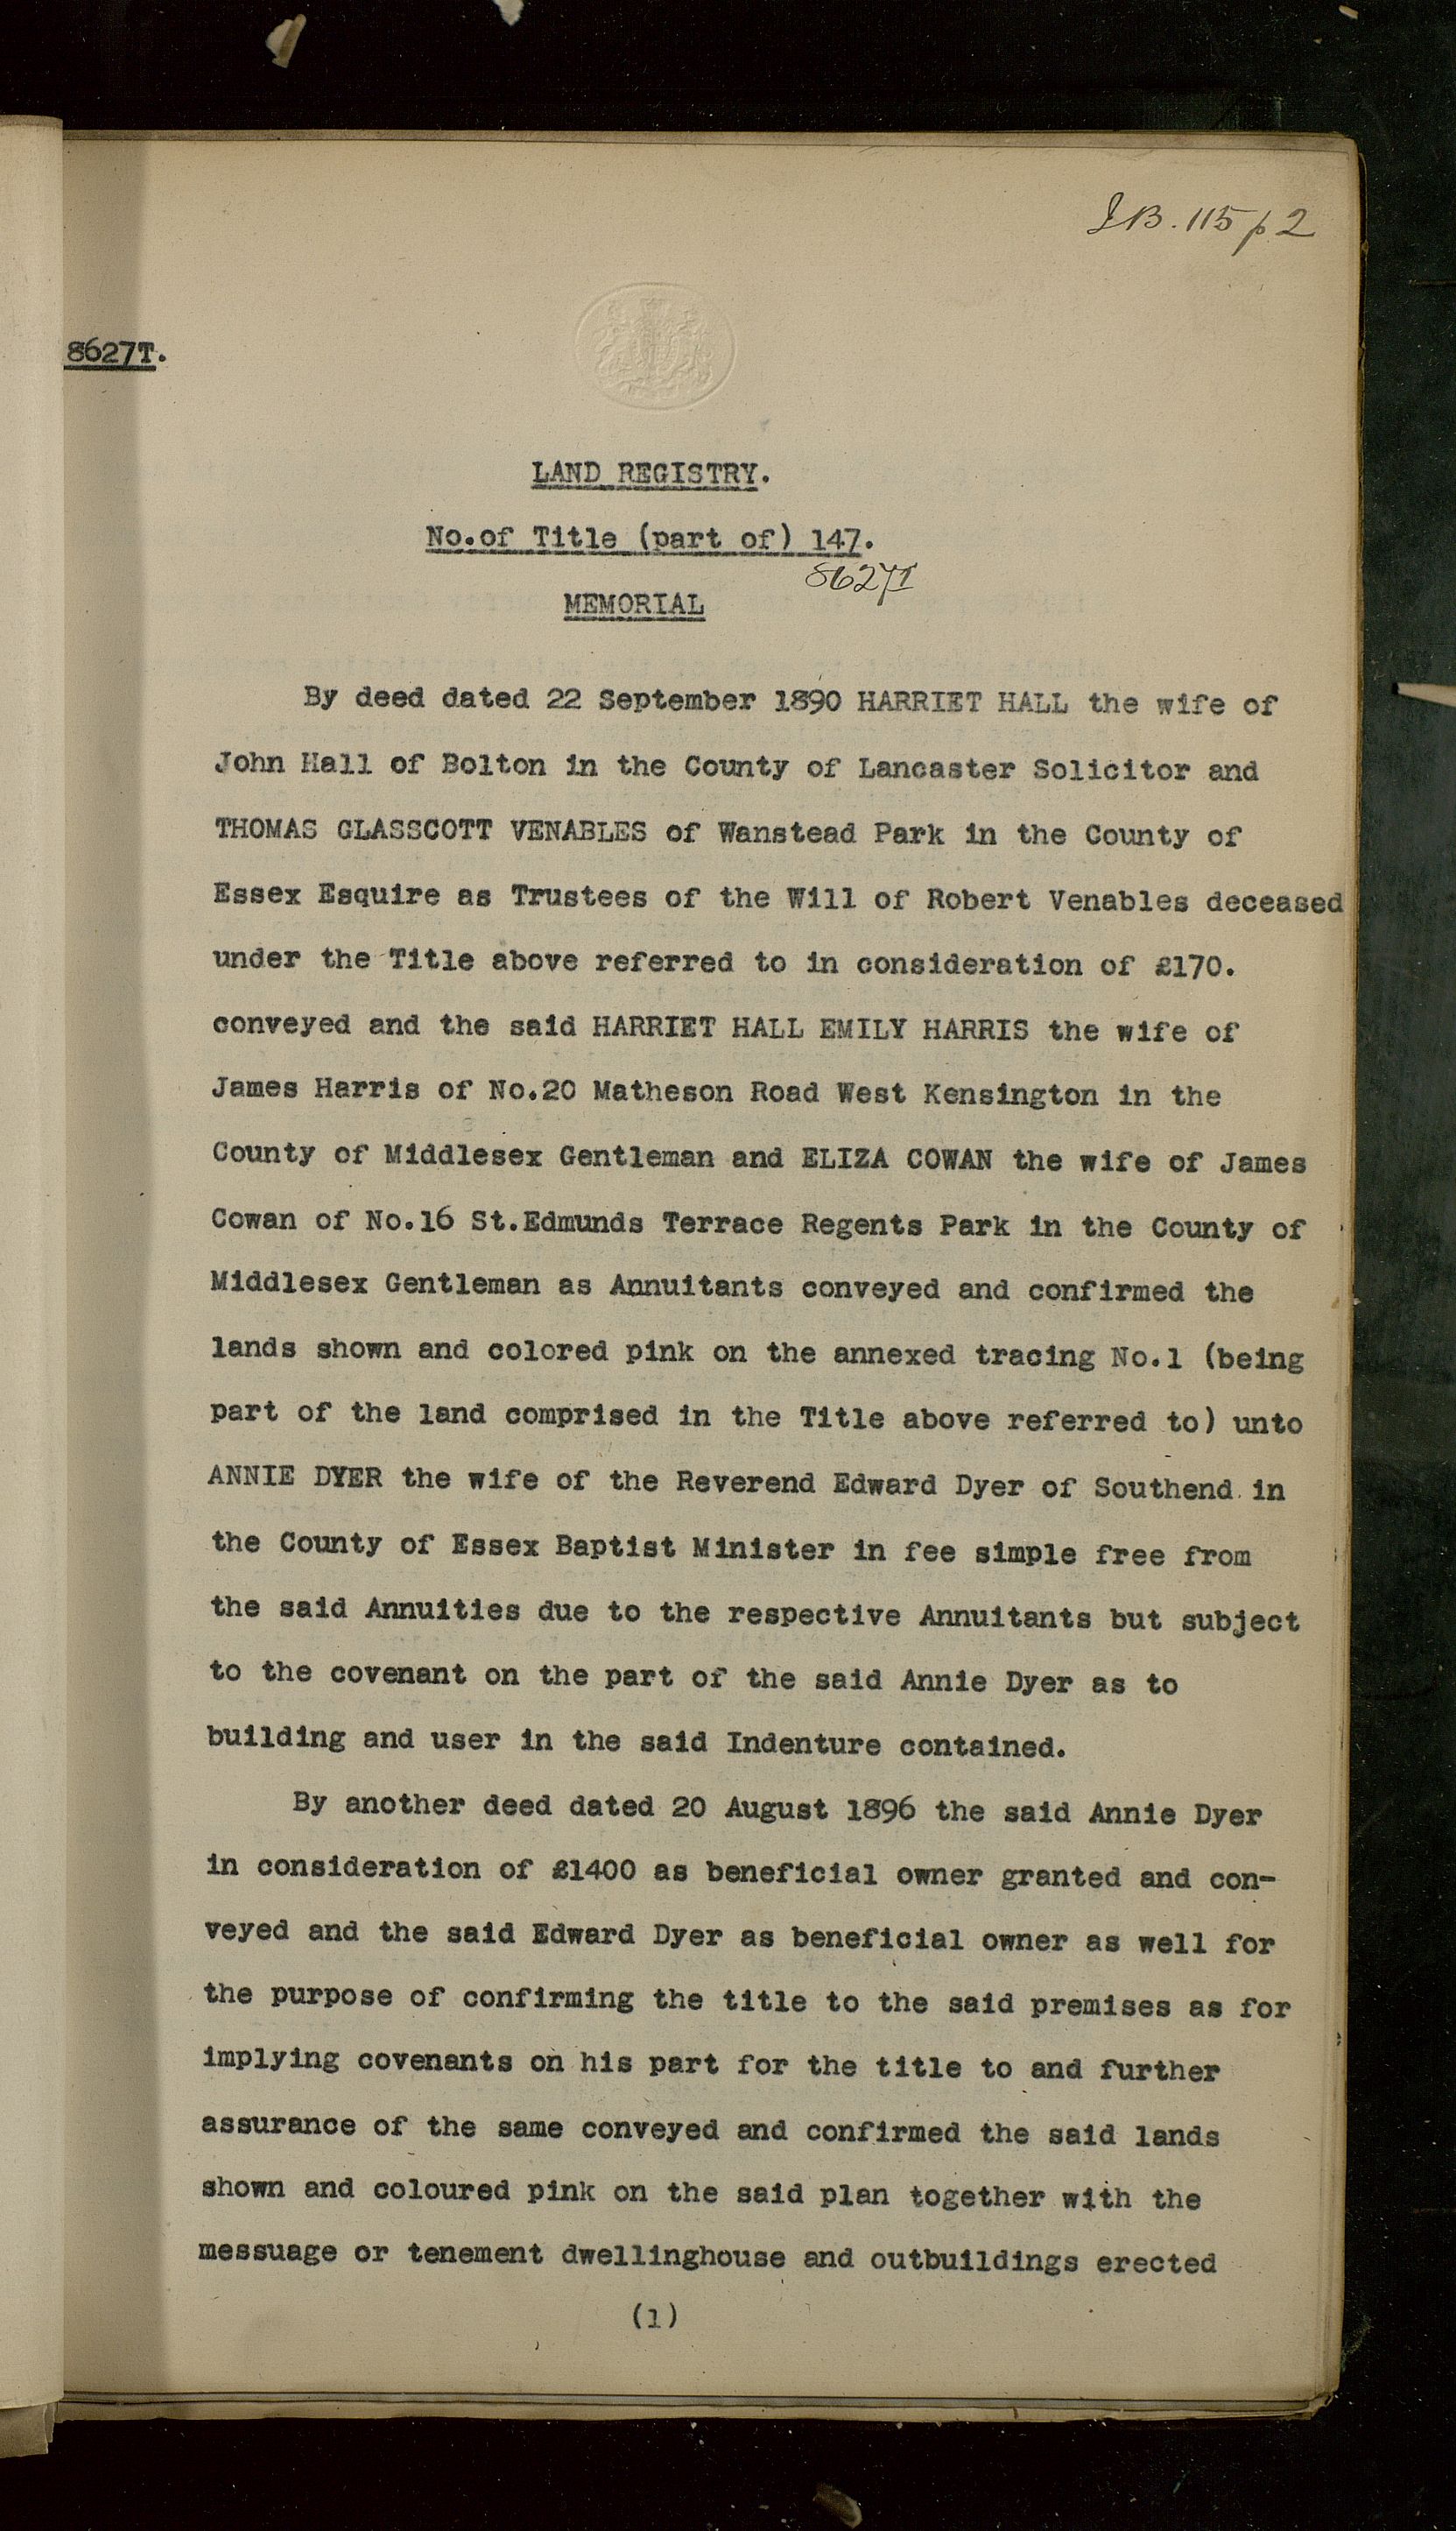 I.B. 115 p 2
8627T.
LAND REGISTRY.
No.of Title (part of) 147.
8627T
MEMORIAL
By deed dated 22 September 1890 HARRIET HALL the wife of
John Hall of Bolton in the County of Lancaster Solicitor and
THOMAS GLASSCOTT VENABLES of Wanstead Park in the County of
Essex Esquire as Trustees of the Will of Robert Venables deceased
under the Title above referred to in consideration of £170.
conveyed and the said HARRIET HALL EMILY HARRIS the wife of
James Harris of No.20 Matheson Road West Kensington in the
County of Middlesex Gentleman and ELIZA COWAN the wife of James
Cowan of No.16 St.Edmunds Terrace Regents Park in the County of
Middlesex Gentleman as Annuitants conveyed and confirmed the
lands shown and colored pink on the annexed tracing No.1 (being
part of the land comprised in the Title above referred to) unto
ANNIE DYER the wife of the Reverend Edward Dyer of Southend in
the County of Essex Baptist Minister in fee simple free from
the said Annuities due to the respective Annuitants but subject
to the covenant on the part of the said Annie Dyer as to
building and user in the said Indenture contained.
By another deed dated 20 August 1896 the said Annie Dyer
in consideration of £1400 as beneficial owner granted and con-
veyed and the said Edward Dyer as beneficial owner as well for
the purpose of confirming the title to the said premises as for
implying covenants on his part for the title to and further
assurance of the same conveyed and confirmed the said lands
shown and coloured pink on the said plan together with the
messuage or tenement dwellinghouse and outbuildings erected
(1)